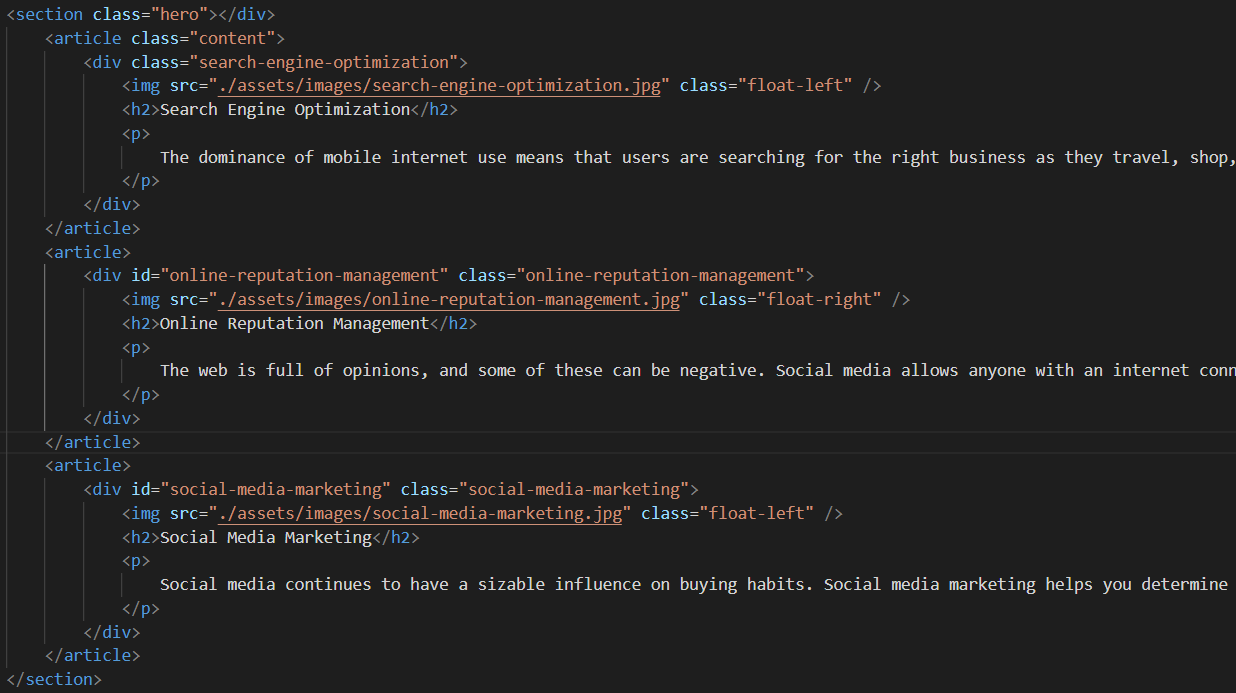 <section class="hero"></div>
<article class="content">
<div class="search-engine-optimization">
<img src="./assets/images/search-engine-optimization.jpg" class="float-left" />
<h2>Search Engine Optimization</h2>
<p>
The dominance of mobile internet use means that users are searching for the right business as they travel, shop,
</p>
</div>
</article>
<article>
<div id="online-reputation-management" class="online-reputation-management">
<img src="./assets/images/online-reputation-management.jpg" class="float-right" />
<h2>Online Reputation Management</h2>
<p>
The web is full of opinions, and some of these can be negative. Social media allows anyone with an internet conn
</p>
</div>
</article>
<article>
<div id="social-media-marketing" class="social-media-marketing">
<img src="./assets/images/social-media-marketing.jpg" class="float-left" />
<h2>Social Media Marketing</h2>
<p>
Social media continues to have a sizable influence on buying habits. Social media marketing helps you determine
</p>
</div>
</article>
</section>